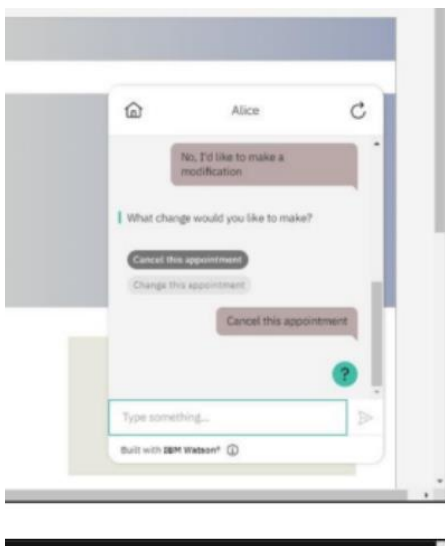 Alice
No, I'd like to make a
modification
What change would you like to make?
Cancel this appointment
Change this appointment
Cancel this appointment
?
Type something...
Built with IBM Watson®